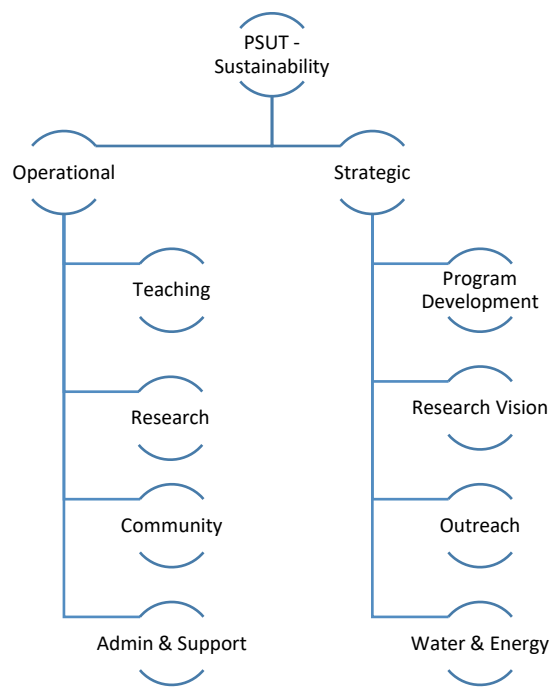 PSUT -
Sustainability
Operational
Strategic
Teaching
Program
Development
Research
Research Vision
Community
Outreach
Admin & Support
Water & Energy